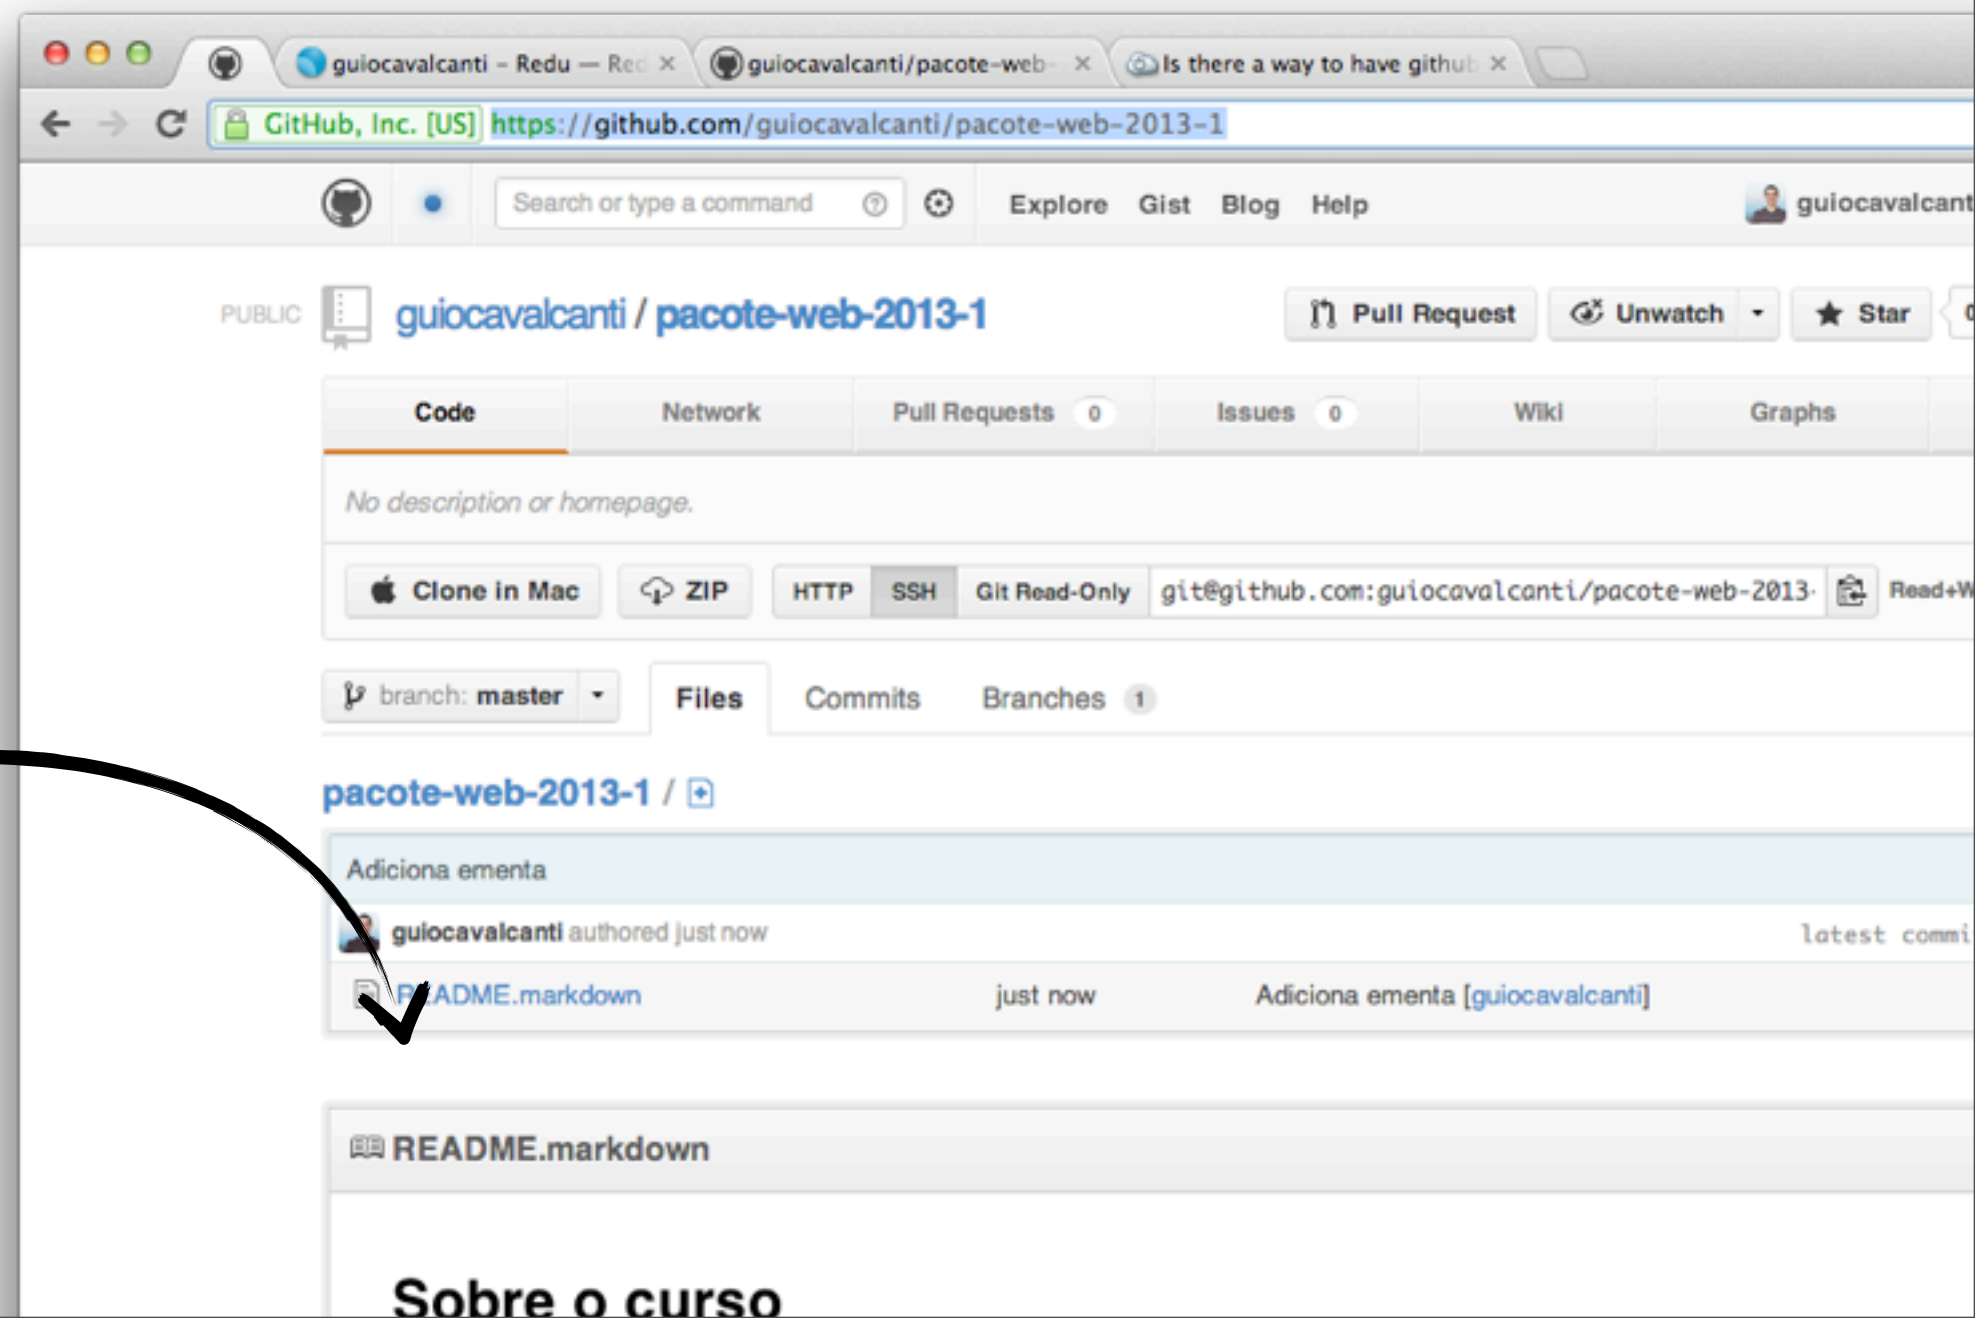 guiocavalcanti – Redu — Red
guiocavalcanti/pacote-web-
Is there a way to have github
GitHub, Inc. [US] https://github.com/guiocavalcanti/pacote-web-2013-1
Search or type a command
Explore Gist Blog Help
guiocavalcant
PUBLIC guiocavalcanti / pacote-web-2013-1
Pull Request Unwatch Star 0
Code Network Pull Requests 0 Issues 0 Wiki Graphs
No description or homepage.
Clone in Mac ZIP HTTP SSH Git Read-Only git@github.com:guiocavalcanti/pacote-web-2013- Read+W
branch: master Files Commits Branches 1
pacote-web-2013-1 /
Adiciona ementa
guiocavalcanti authored just now latest commi
README.markdown just now Adiciona ementa [guiocavalcanti]
README.markdown
Sobre o curso